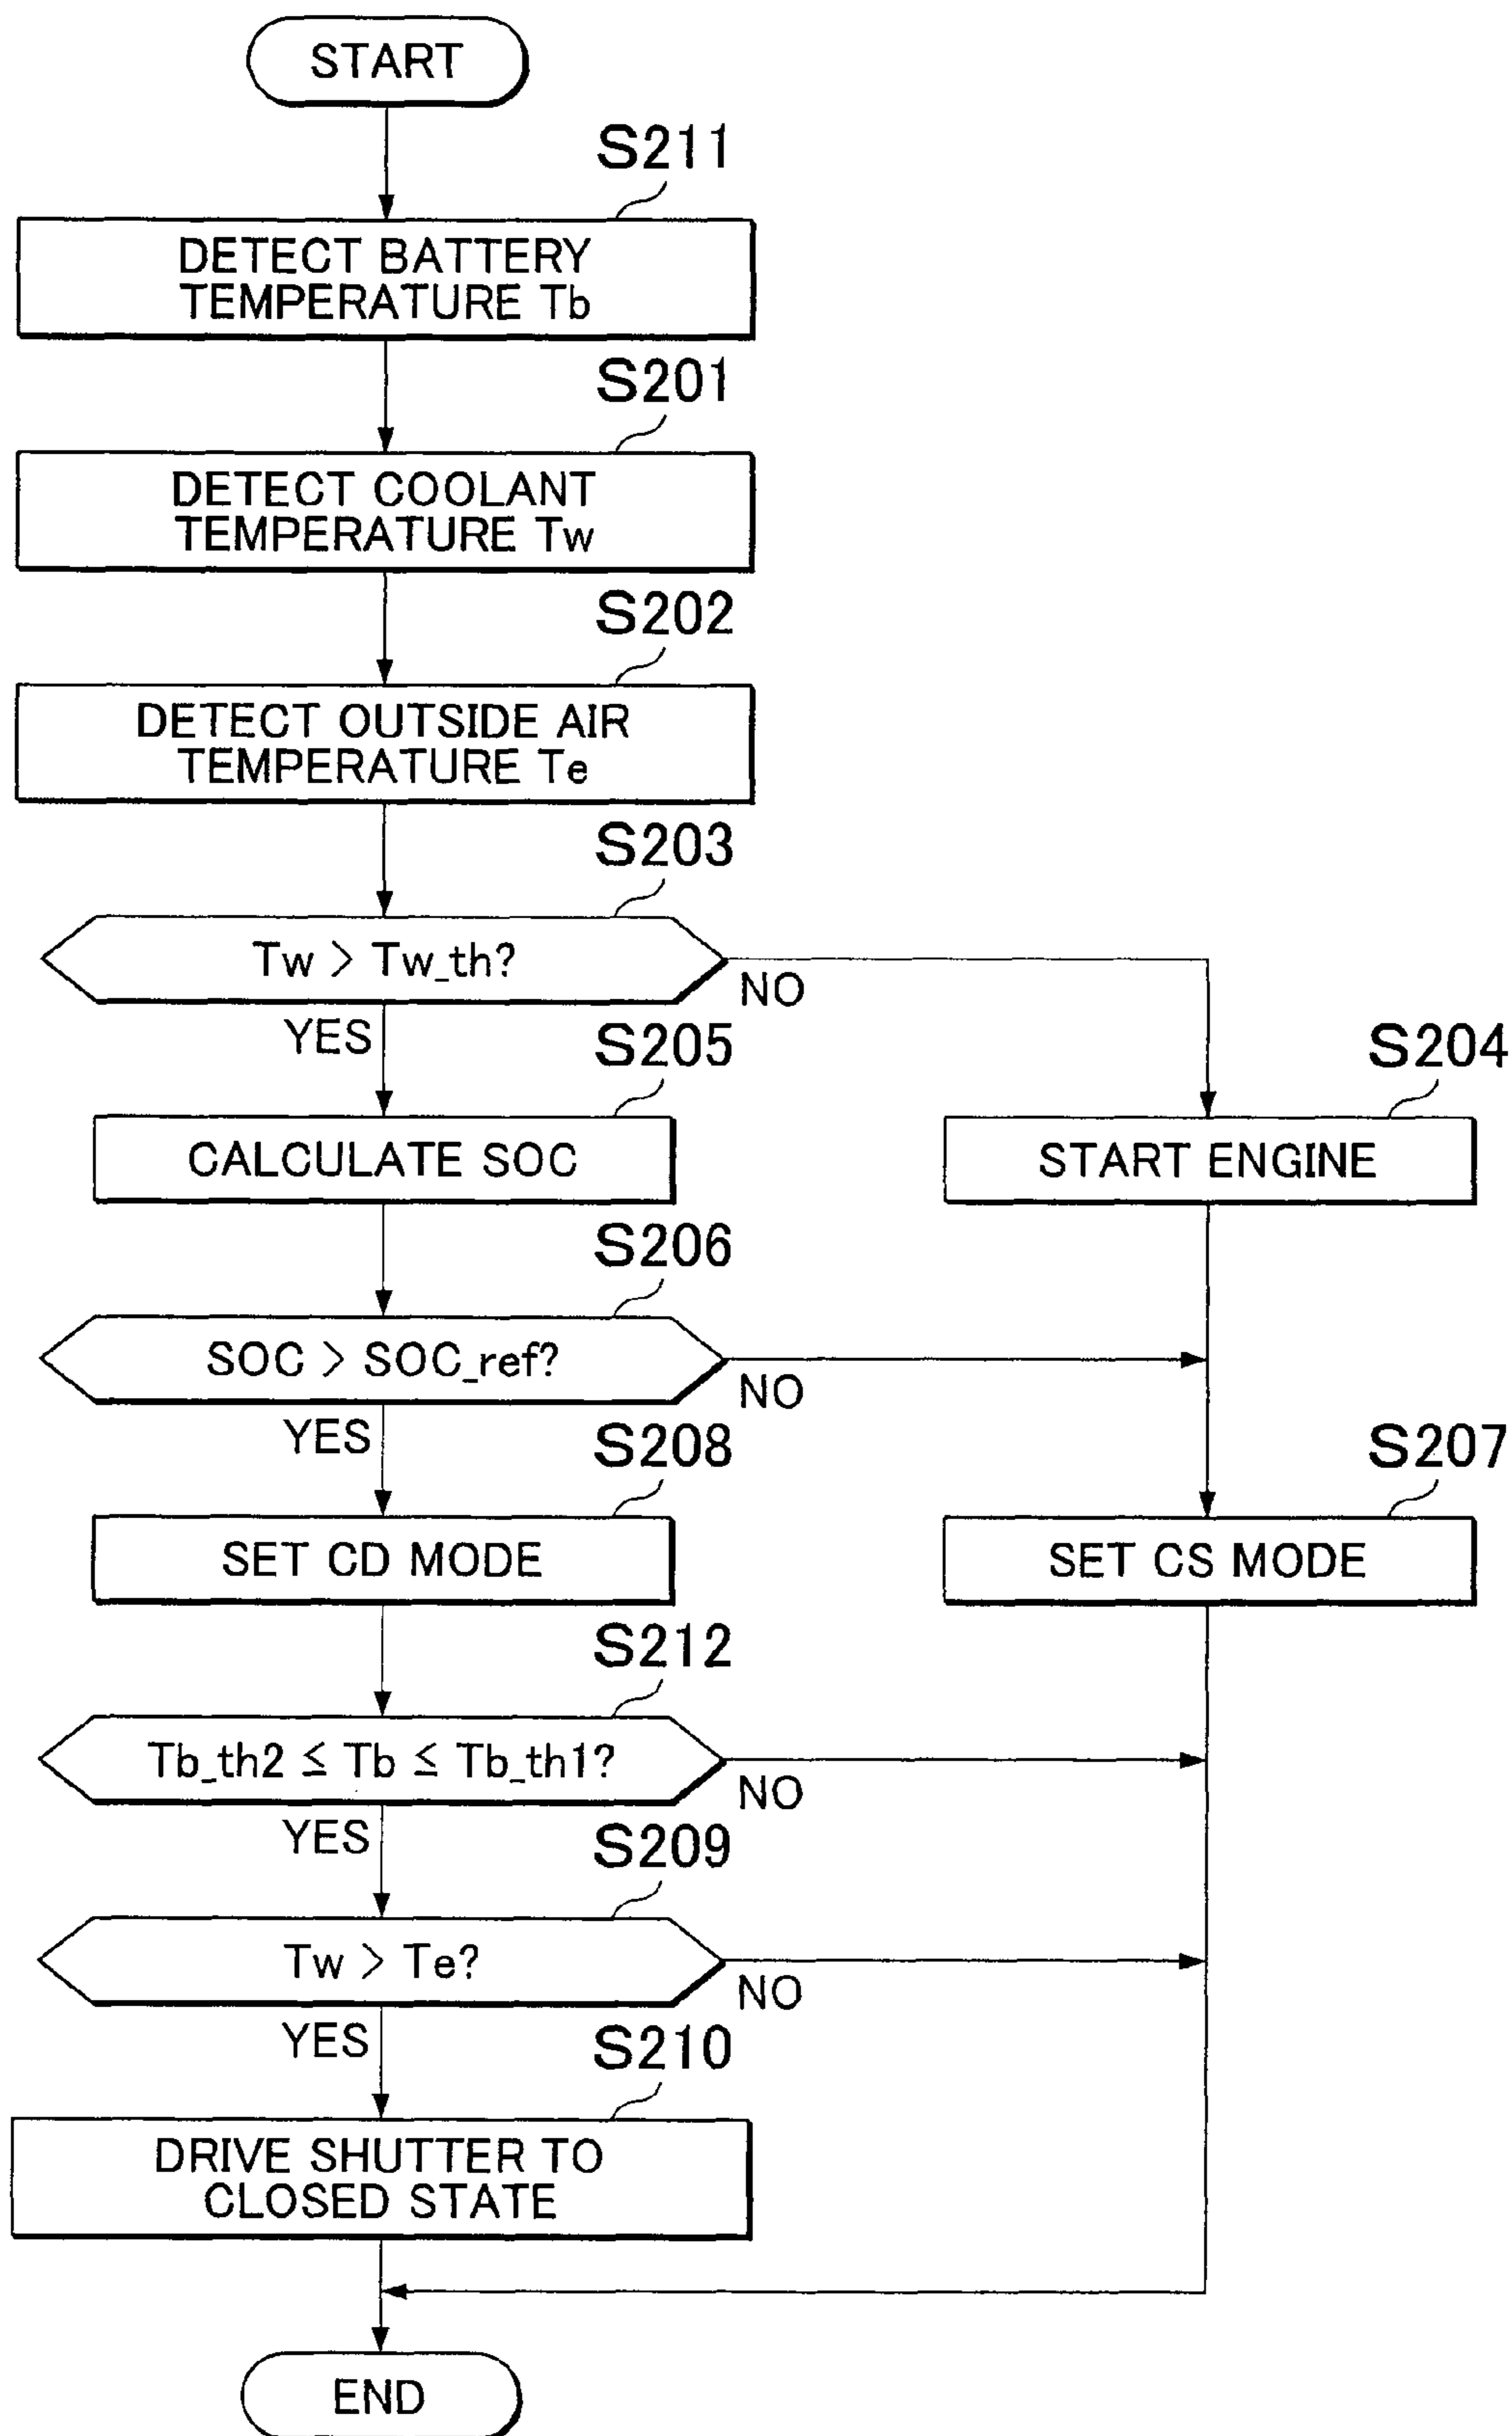 START
S211
DETECT BATTERY
TEMPERATURE Tb
S201
DETECT COOLANT
TEMPERATURE Tw
S202
DETECT OUTSIDE AIR
TEMPERATURE Te
S203
Tw > Tw_th?
NO
YES
S205
S204
CALCULATE SOC
START ENGINE
S206
SOC > SOC_ref?
NO
YES
S208
S207
SET CD MODE
SET CS MODE
S212
Tb_th2 ≤ Tb ≤ Tb_th1?
NO
YES
S209
Tw > Te?
NO
YES
S210
DRIVE SHUTTER TO
CLOSED STATE
END